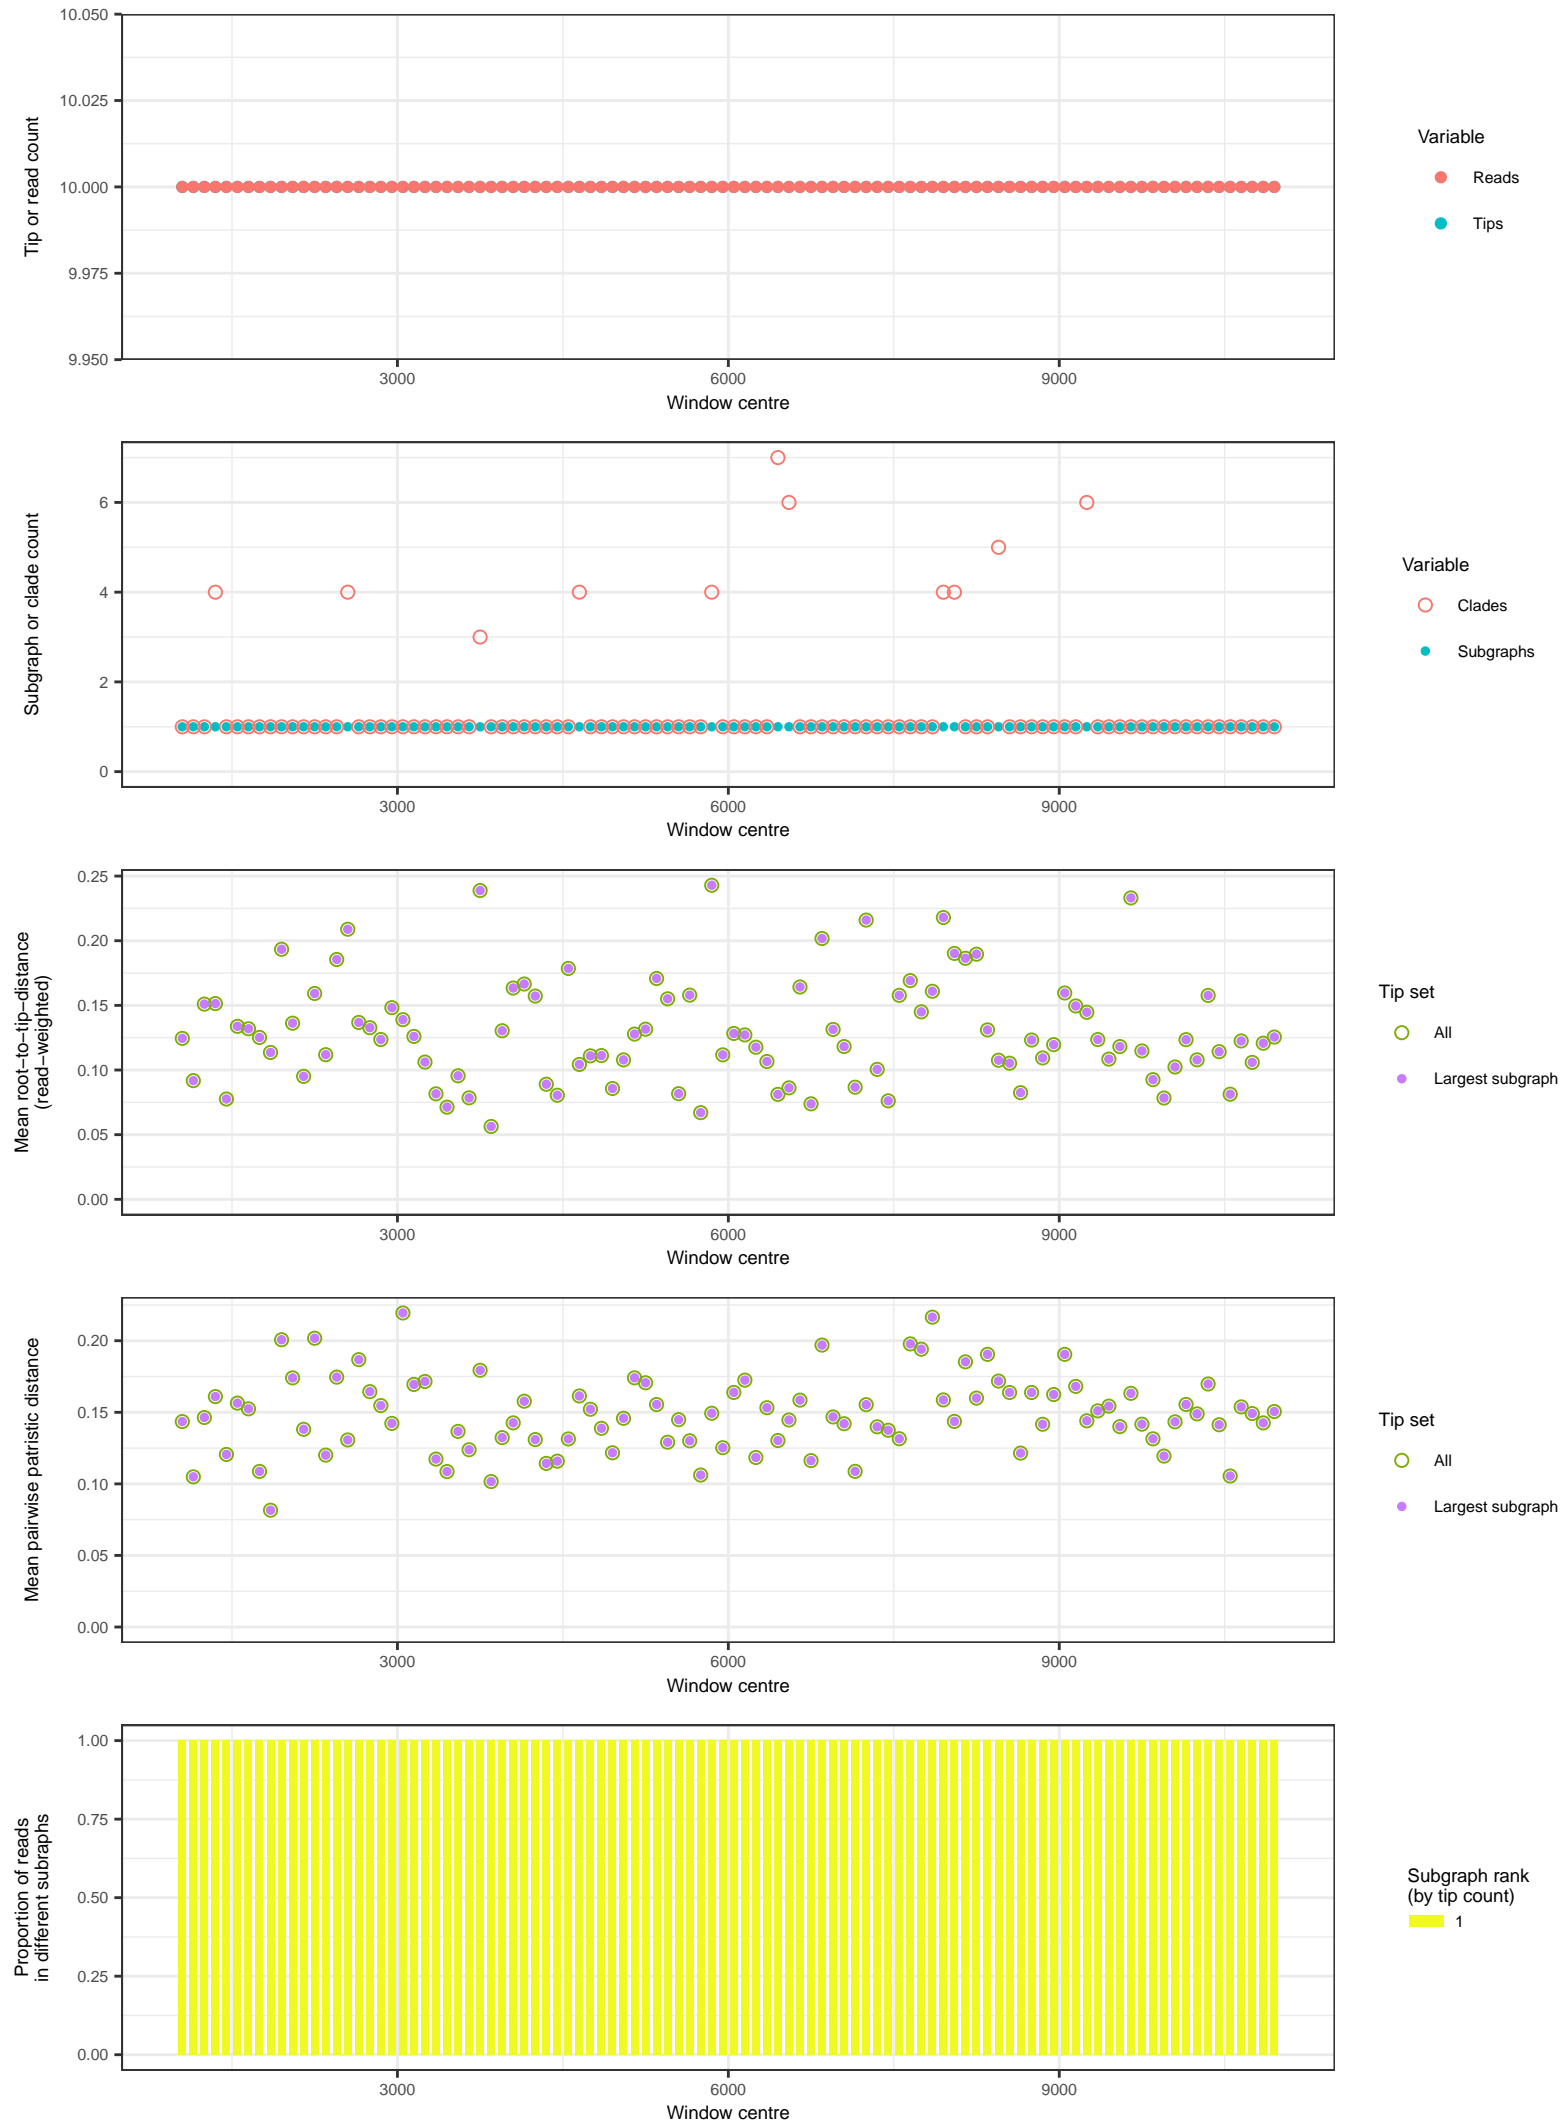 10.050
10.025
10.000
9.975
9.950
Tip or read count
3000 6000 9000
Window centre
Variable
Reads
Tips
6
4
2
0
Subgraph or clade count
3000 6000 9000
Window centre
Variable
Clades
Subgraphs
0.25
0.20
0.15
0.10
0.05
0.00
Mean root−to−tip−distance
(read−weighted)
3000 6000 9000
Window centre
Tip set
All
Largest subgraph
0.20
0.15
0.10
0.05
0.00
Mean pairwise patristic distance
3000 6000 9000
Window centre
Tip set
All
Largest subgraph
1.00
0.75
0.50
0.25
0.00
Proportion of reads
in different subraphs
3000 6000 9000
Window centre
Subgraph rank
(by tip count)
1